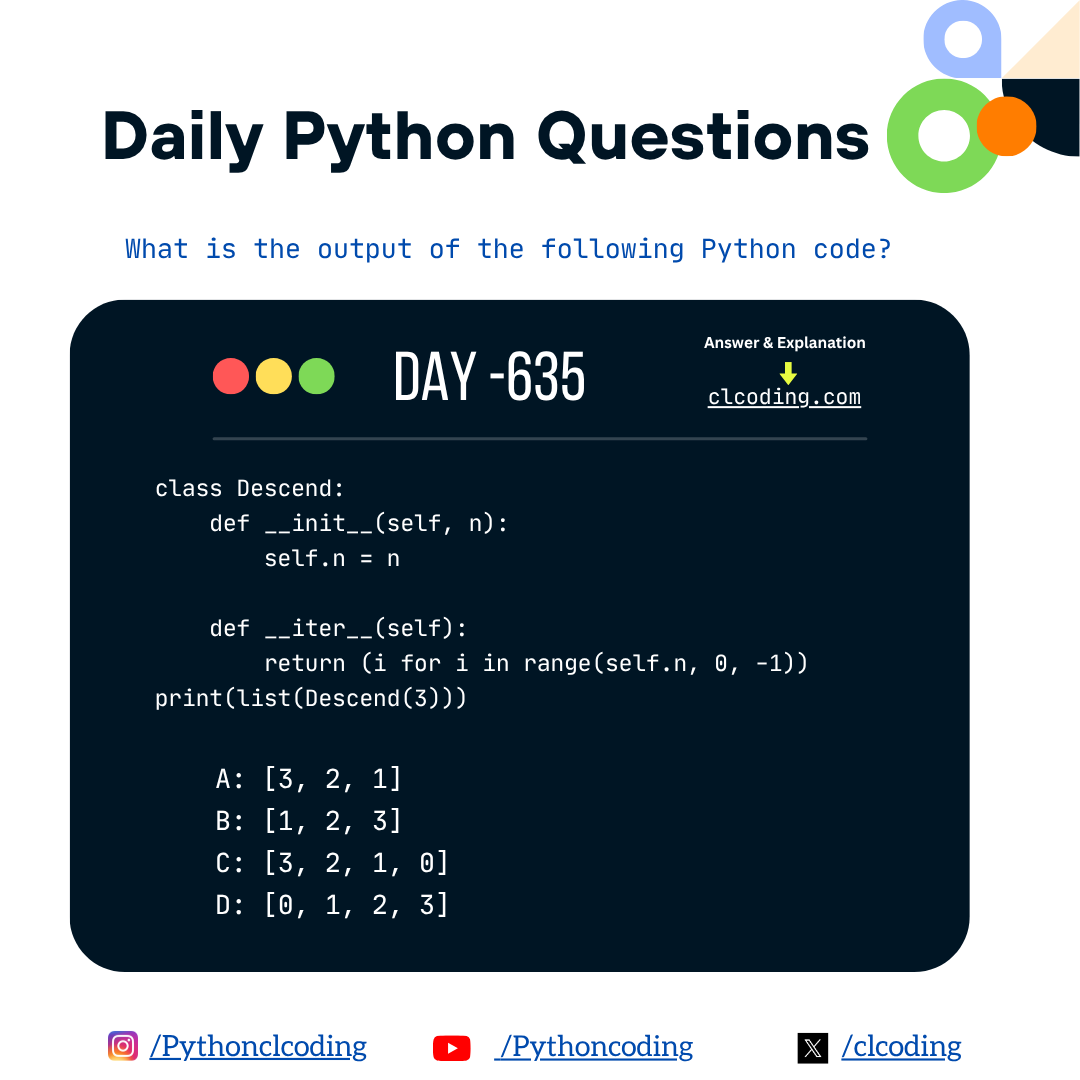 Daily Python Questions
What is the output of the following Python code?
DAY -635
Answer & Explanation
clcoding.com
class Descend:
    def __init__(self, n):
        self.n = n

    def __iter__(self):
        return (i for i in range(self.n, 0, -1))
print(list(Descend(3)))
A: [3, 2, 1]
B: [1, 2, 3]
C: [3, 2, 1, 0]
D: [0, 1, 2, 3]
/Pythonclcoding
/Pythoncoding
/clcoding